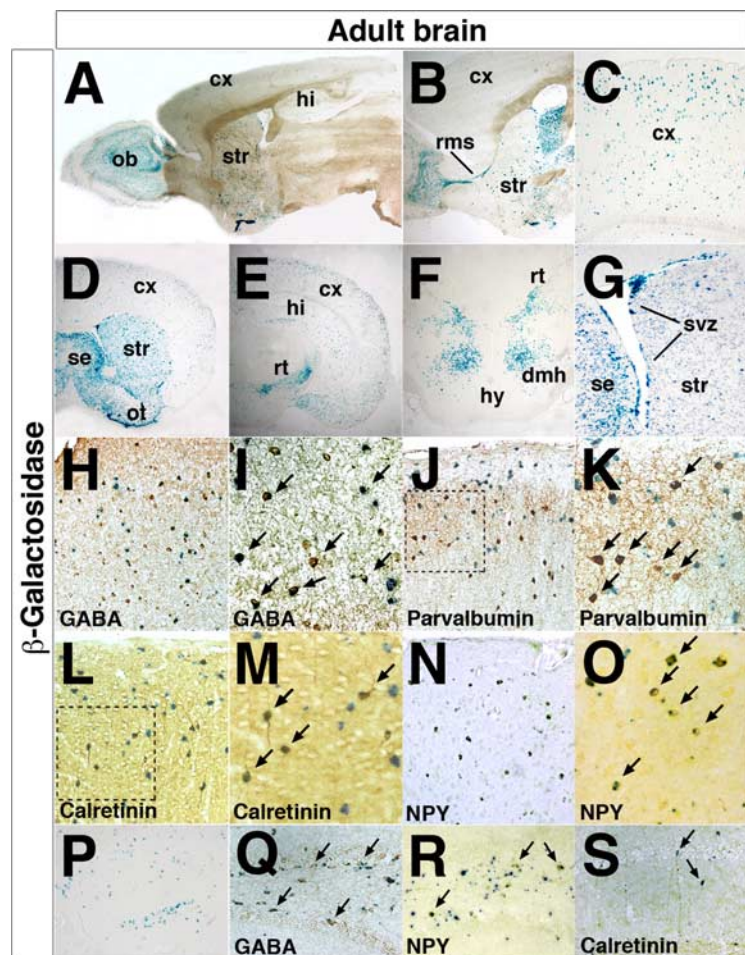 Adult brain
β-Galactosidase
A
cx
hi
ob
str
B
cx
rms
str
C
cx
D
cx
str
se
ot
E
cx
hi
rt
F
rt
dmh
hy
G
svz
se
str
H
GABA
I
GABA
J
Parvalbumin
K
Parvalbumin
L
Calretinin
M
Calretinin
N
NPY
O
NPY
P
Q
GABA
R
NPY
S
Calretinin